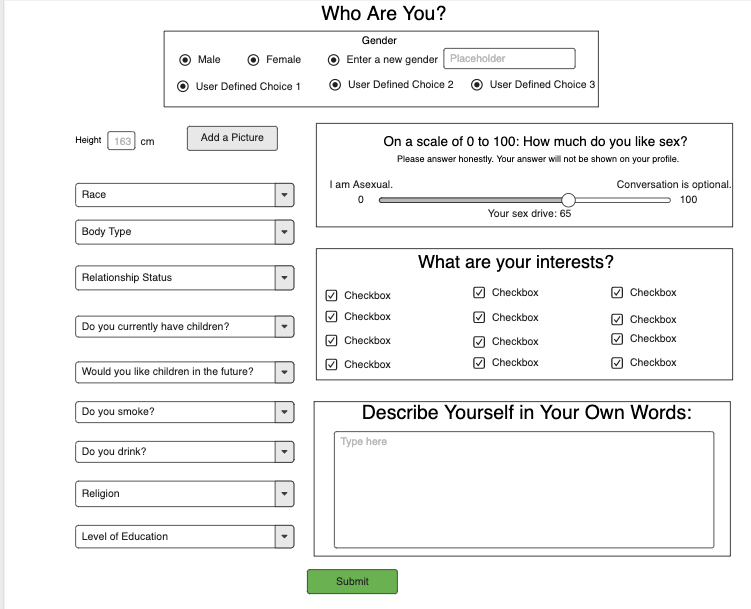 Who Are You?
Gender
Male Female Enter a new gender Placeholder
User Defined Choice 1 User Defined Choice 2 User Defined Choice 3
Height 163 cm
Add a Picture
Race
Body Type
Relationship Status
Do you currently have children?
Would you like children in the future?
Do you smoke?
Do you drink?
Religion
Level of Education
On a scale of 0 to 100: How much do you like sex?
Please answer honestly. Your answer will not be shown on your profile.
I am Asexual. Conversation is optional.
0 100
Your sex drive: 65
What are your interests?
Checkbox Checkbox Checkbox
Checkbox Checkbox Checkbox
Checkbox Checkbox Checkbox
Checkbox Checkbox Checkbox
Describe Yourself in Your Own Words:
Type here
Submit